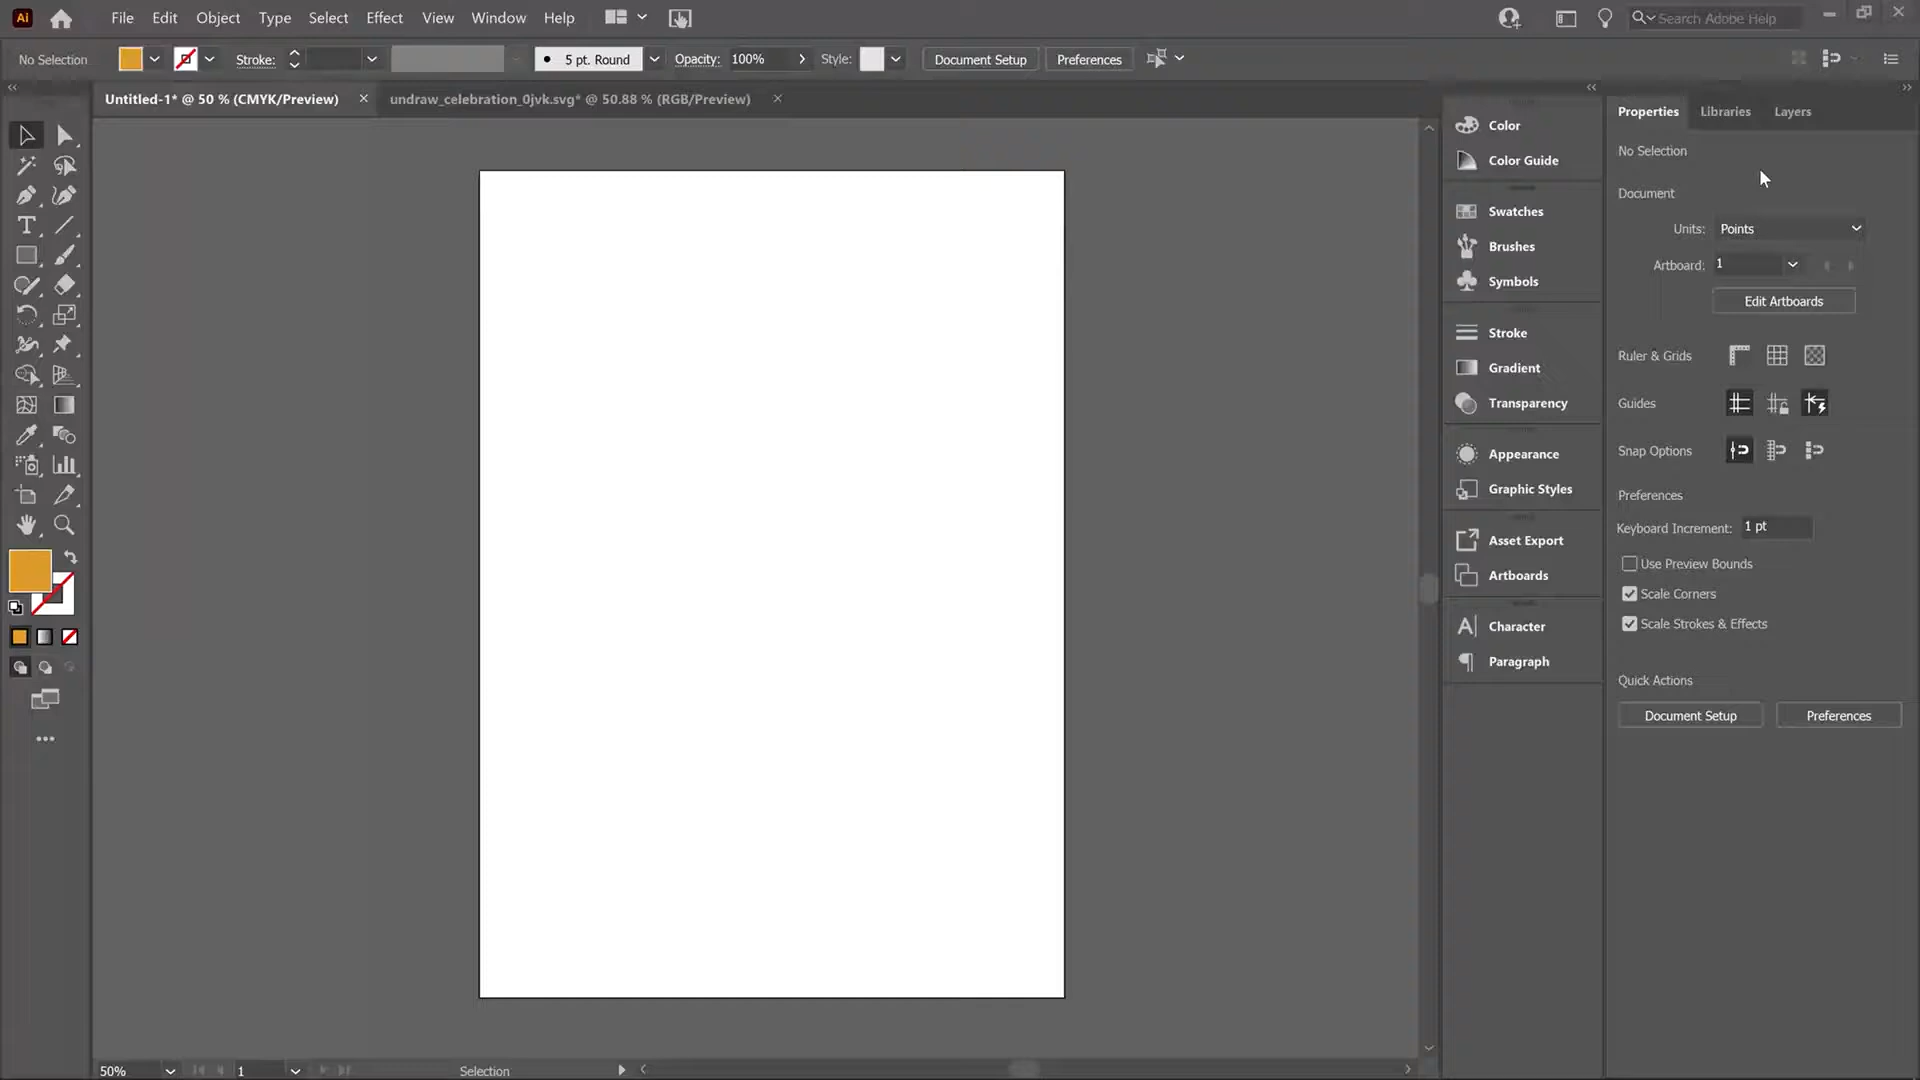 Ai File Edit Object Type Select Effect View Window Help Search Adobe Help
No Selection Stroke: 5 pt. Round Opacity: 100% Style: Document Setup Preferences
Untitled-1* @ 50 % (CMYK/Preview) × undraw_celebration_0jvk.svg* @ 50.88 % (RGB/Preview) ×
Color
Color Guide
Swatches
Brushes
Symbols
Stroke
Gradient
Transparency
Appearance
Graphic Styles
Asset Export
Artboards
Character
Paragraph
Properties Libraries Layers
No Selection
Document
Units: Points
Artboard: 1
Edit Artboards
Ruler & Grids
Guides
Snap Options
Preferences
Keyboard Increment: 1 pt
Use Preview Bounds
Scale Corners
Scale Strokes & Effects
Quick Actions
Document Setup Preferences
50% 1 Selection